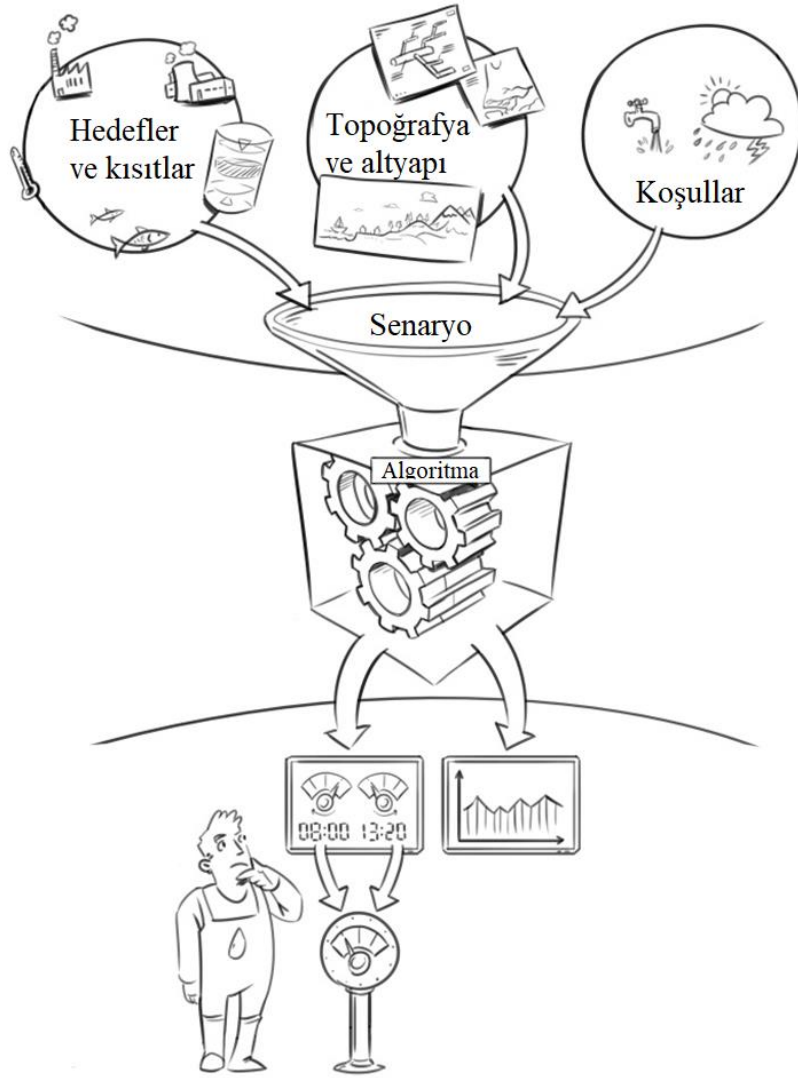 Hedefler
ve kısıtlar
Topoğrafya
ve altyapı
Koşullar
Senaryo
Algoritma
08:00 13:20